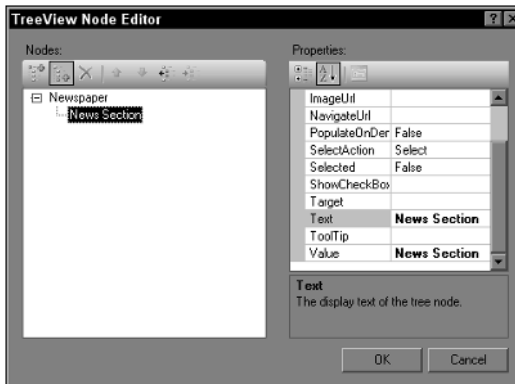 TreeView Node Editor
Nodes:
Newspaper
News Section
Properties:
ImageUrl
NavigateUrl
PopulateOnDer False
SelectAction Select
Selected False
ShowCheckBox
Target
Text News Section
ToolTip
Value News Section
Text
The display text of the tree node.
OK Cancel